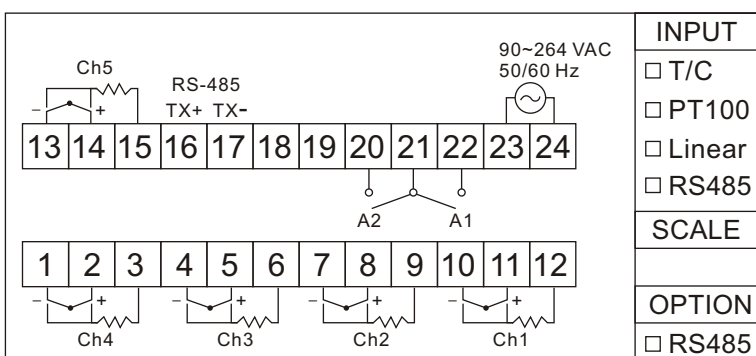 90~264 VAC
50/60 Hz
Ch5
RS-485
TX+ TX-
- +
13 14 15 16 17 18 19 20 21 22 23 24
A2 A1
1 2 3 4 5 6 7 8 9 10 11 12
- + - + - + - +
Ch4 Ch3 Ch2 Ch1
INPUT
□ T/C
□ PT100
□ Linear
□ RS485
SCALE
OPTION
□ RS485